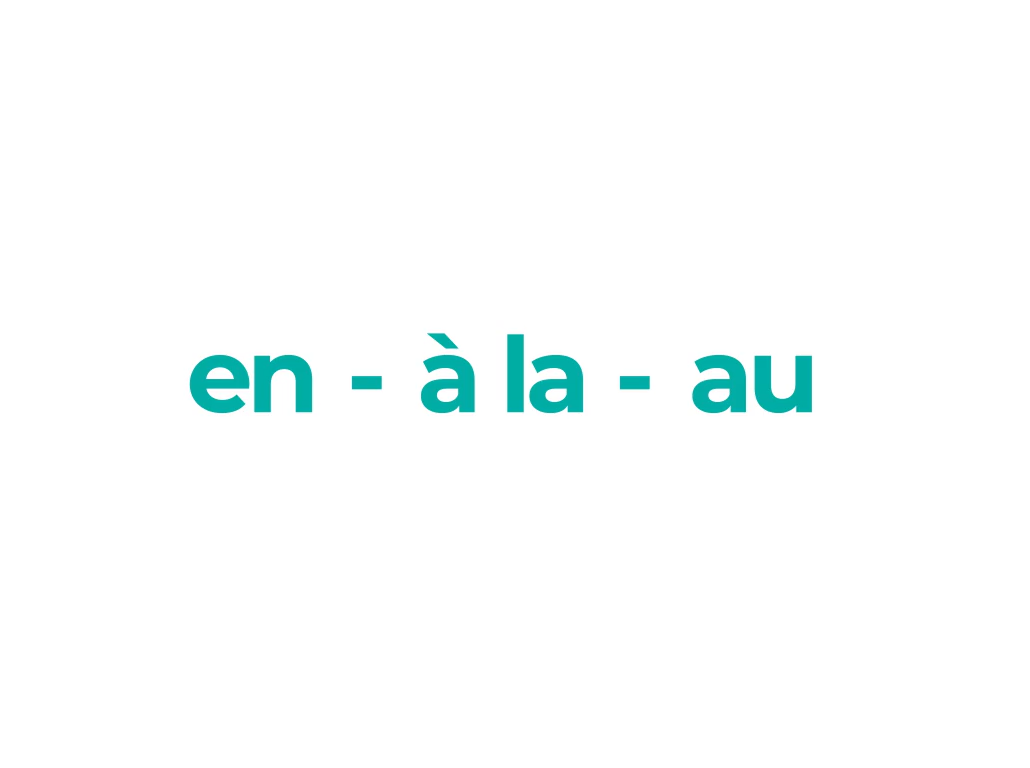 en - à la - au